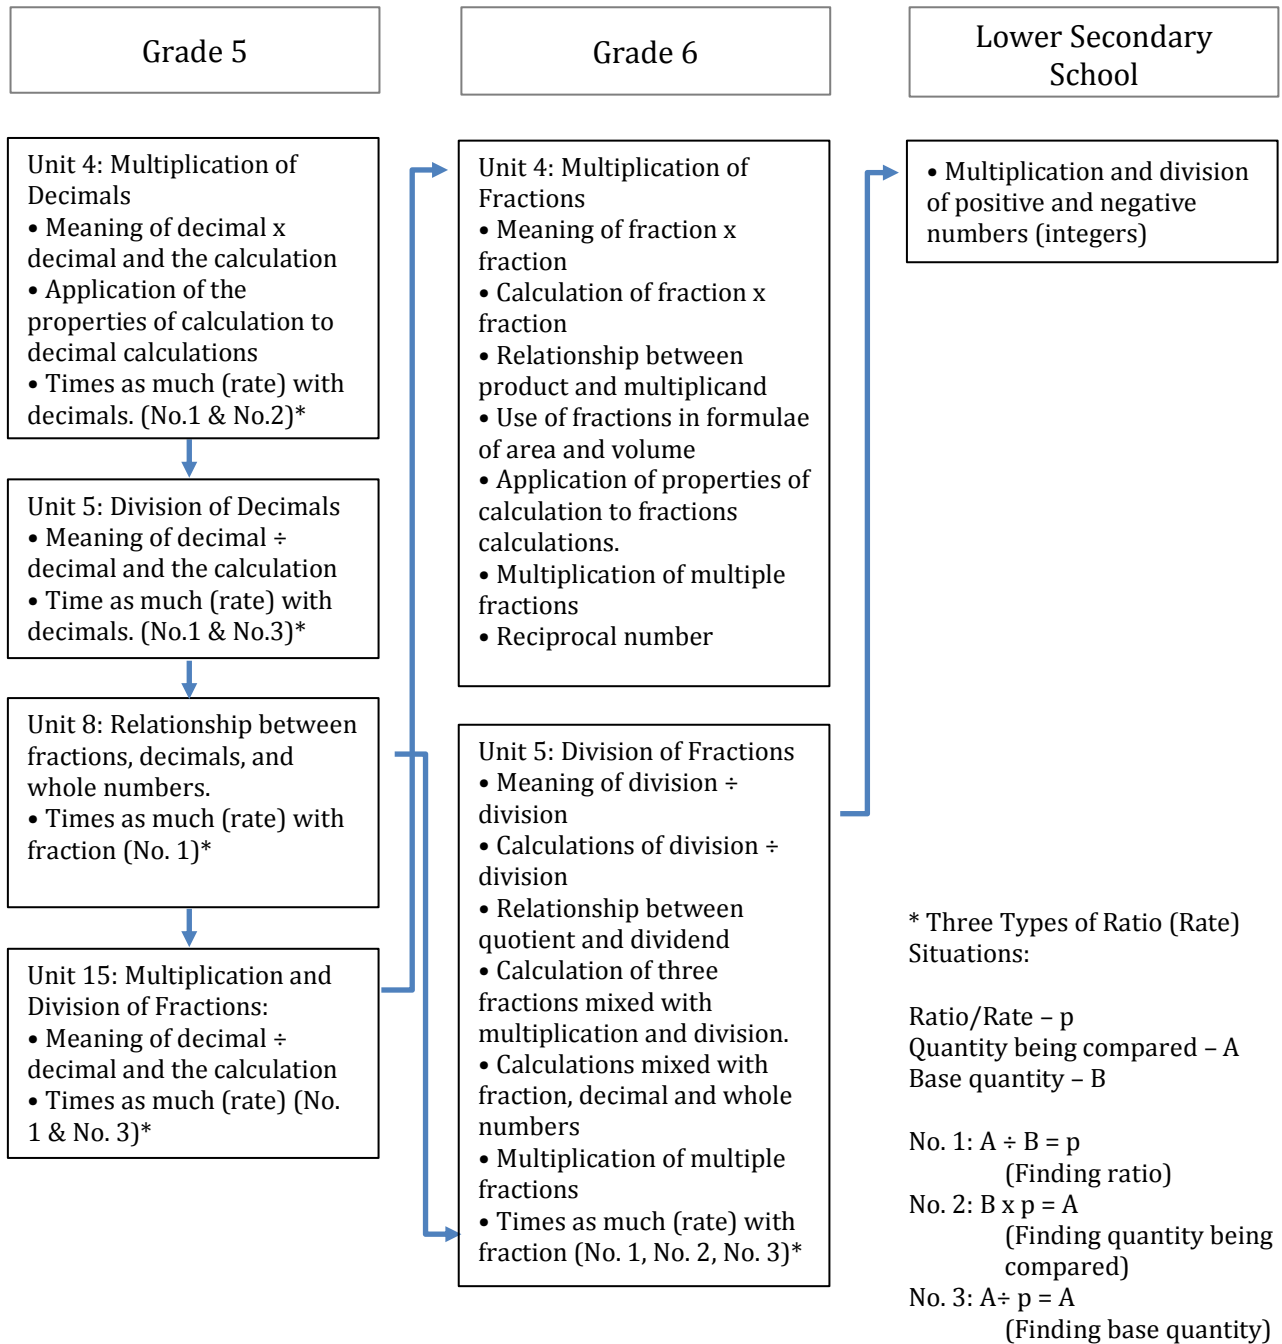 Grade 5
Unit 4: Multiplication of
Decimals
• Meaning of decimal x
decimal and the calculation
• Application of the
properties of calculation to
decimal calculations
• Times as much (rate) with
decimals. (No.1 & No.2)*
Unit 5: Division of Decimals
• Meaning of decimal ÷
decimal and the calculation
• Time as much (rate) with
decimals. (No.1 & No.3)*
Unit 8: Relationship between
fractions, decimals, and
whole numbers.
• Times as much (rate) with
fraction (No. 1)*
Unit 15: Multiplication and
Division of Fractions:
• Meaning of decimal ÷
decimal and the calculation
• Times as much (rate) (No.
1 & No. 3)*
Grade 6
Unit 4: Multiplication of
Fractions
• Meaning of fraction x
fraction
• Calculation of fraction x
fraction
• Relationship between
product and multiplicand
• Use of fractions in formulae
of area and volume
• Application of properties of
calculation to fractions
calculations.
• Multiplication of multiple
fractions
• Reciprocal number
Unit 5: Division of Fractions
• Meaning of division ÷
division
• Calculations of division ÷
division
• Relationship between
quotient and dividend
• Calculation of three
fractions mixed with
multiplication and division.
• Calculations mixed with
fraction, decimal and whole
numbers
• Multiplication of multiple
fractions
• Times as much (rate) with
fraction (No. 1, No. 2, No. 3)*
Lower Secondary
School
• Multiplication and division
of positive and negative
numbers (integers)
* Three Types of Ratio (Rate)
Situations:
Ratio/Rate – p
Quantity being compared – A
Base quantity – B
No. 1: A ÷ B = p
(Finding ratio)
No. 2: B x p = A
(Finding quantity being
compared)
No. 3: A÷ p = A
(Finding base quantity)